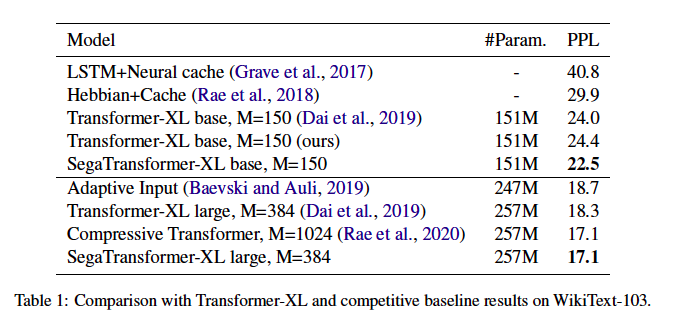 Model #Param. PPL
LSTM+Neural cache (Grave et al., 2017) - 40.8
Hebbian+Cache (Rae et al., 2018) - 29.9
Transformer-XL base, M=150 (Dai et al., 2019) 151M 24.0
Transformer-XL base, M=150 (ours) 151M 24.4
SegaTransformer-XL base, M=150 151M 22.5
Adaptive Input (Baevski and Auli, 2019) 247M 18.7
Transformer-XL large, M=384 (Dai et al., 2019) 257M 18.3
Compressive Transformer, M=1024 (Rae et al., 2020) 257M 17.1
SegaTransformer-XL large, M=384 257M 17.1
Table 1: Comparison with Transformer-XL and competitive baseline results on WikiText-103.